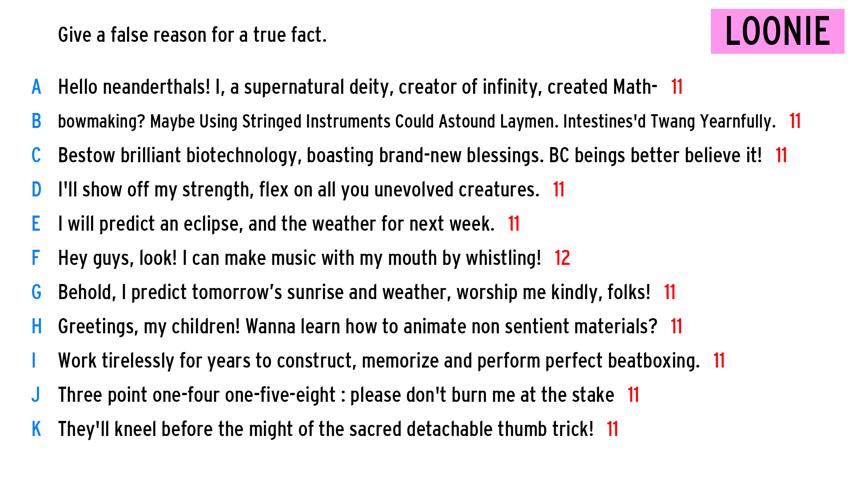 Give a false reason for a true fact.
LOONIE
A Hello neanderthals! I, a supernatural deity, creator of infinity, created Math- 11
B bowmaking? Maybe Using Stringed Instruments Could Astound Laymen. Intestines'd Twang Yearnfully. 11
C Bestow brilliant biotechnology, boasting brand-new blessings. BC beings better believe it! 11
D I'll show off my strength, flex on all you unevolved creatures. 11
E I will predict an eclipse, and the weather for next week. 11
F Hey guys, look! I can make music with my mouth by whistling! 12
G Behold, I predict tomorrow's sunrise and weather, worship me kindly, folks! 11
H Greetings, my children! Wanna learn how to animate non sentient materials? 11
I Work tirelessly for years to construct, memorize and perform perfect beatboxing. 11
J Three point one-four one-five-eight : please don't burn me at the stake 11
K They'll kneel before the might of the sacred detachable thumb trick! 11